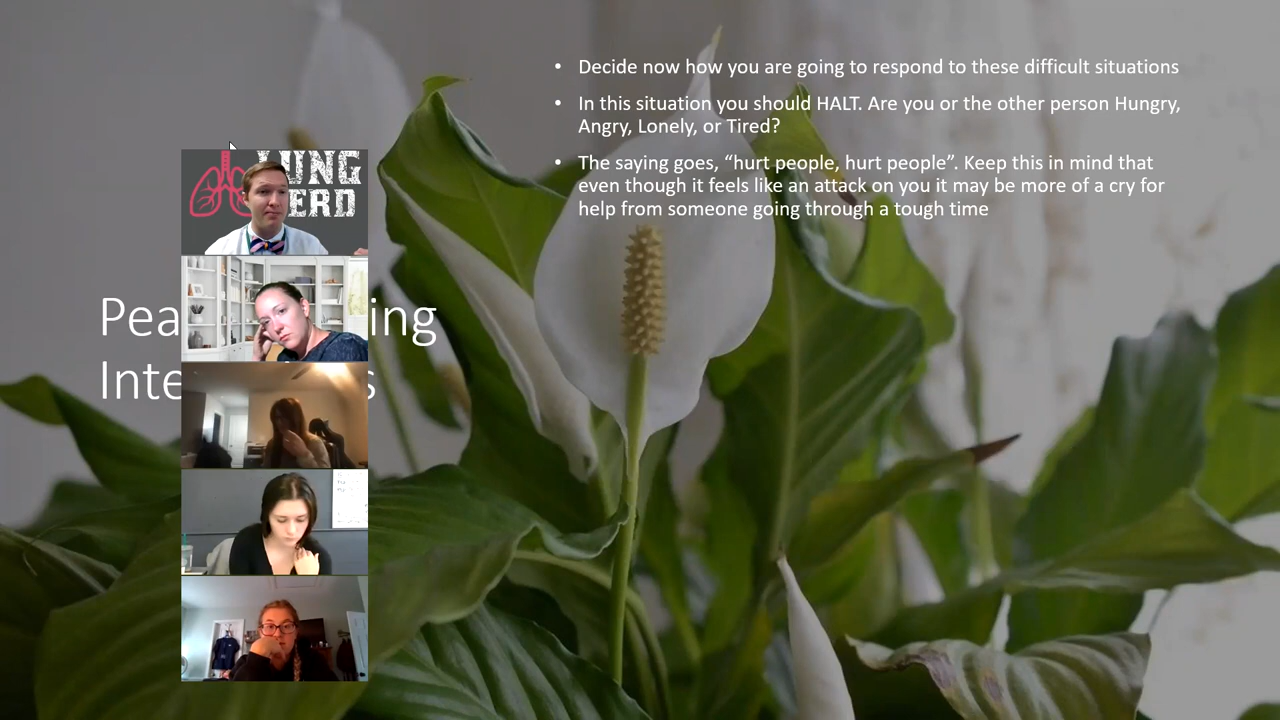 Decide now how you are going to respond to these difficult situations
In this situation you should HALT. Are you or the other person Hungry,
Angry, Lonely, or Tired?
The saying goes, “hurt people, hurt people”. Keep this in mind that
even though it feels like an attack on you it may be more of a cry for
help from someone going through a tough time
LUNG
ERD
Pea ing
Inte s